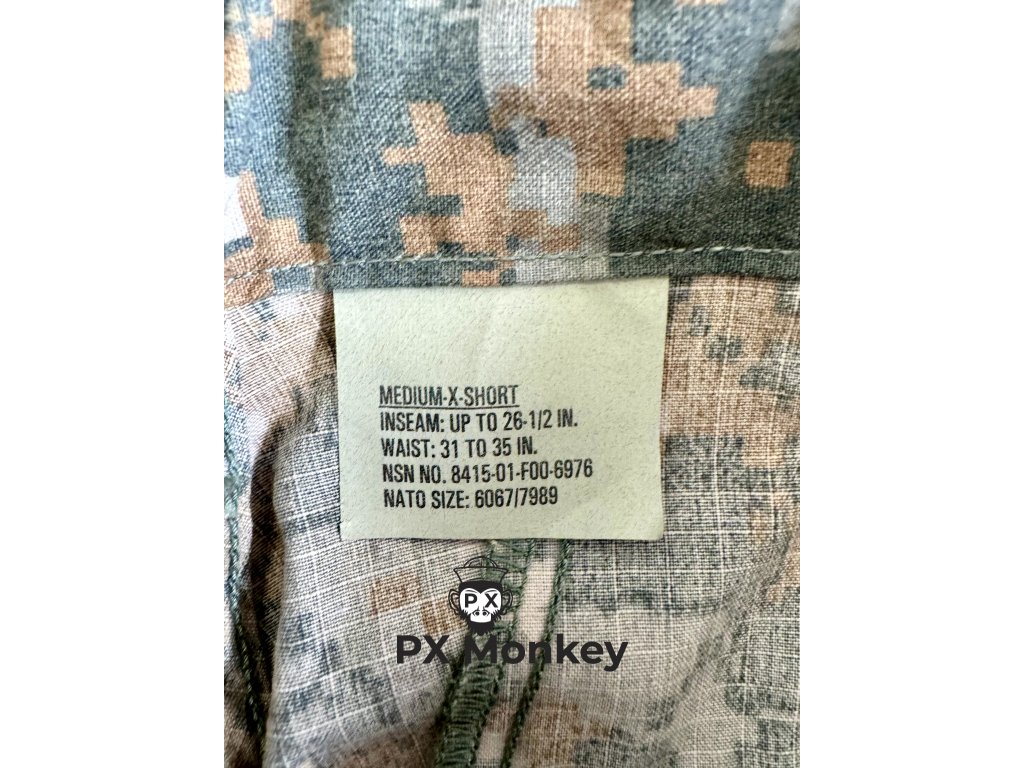 MEDIUM-X-SHORT
INSEAM: UP TO 26-1/2 IN.
WAIST: 31 TO 35 IN.
NSN NO. 8415-01-F00-6976
NATO SIZE: 6067/7989
PX
PX Monkey